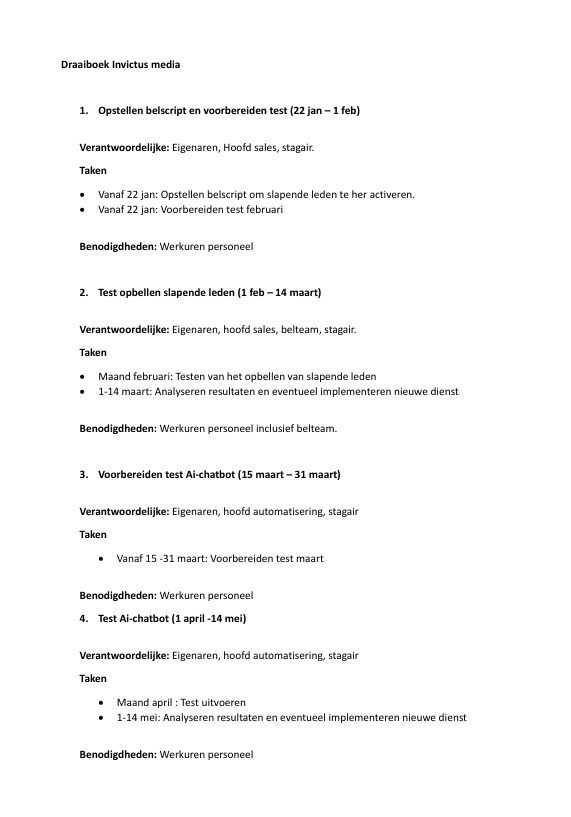 Draaiboek Invictus media
1. Opstellen belscript en voorbereiden test (22 jan – 1 feb)
Verantwoordelijke: Eigenaren, Hoofd sales, stagair.
Taken
• Vanaf 22 jan: Opstellen belscript om slapende leden te her activeren.
• Vanaf 22 jan: Voorbereiden test februari
Benodigdheden: Werkuren personeel
2. Test opbellen slapende leden (1 feb – 14 maart)
Verantwoordelijke: Eigenaren, hoofd sales, belteam, stagair.
Taken
• Maand februari: Testen van het opbellen van slapende leden
• 1-14 maart: Analyseren resultaten en eventueel implementeren nieuwe dienst
Benodigdheden: Werkuren personeel inclusief belteam.
3. Voorbereiden test Ai-chatbot (15 maart – 31 maart)
Verantwoordelijke: Eigenaren, hoofd automatisering, stagair
Taken
• Vanaf 15 -31 maart: Voorbereiden test maart
Benodigdheden: Werkuren personeel
4. Test Ai-chatbot (1 april -14 mei)
Verantwoordelijke: Eigenaren, hoofd automatisering, stagair
Taken
• Maand april : Test uitvoeren
• 1-14 mei: Analyseren resultaten en eventueel implementeren nieuwe dienst
Benodigdheden: Werkuren personeel